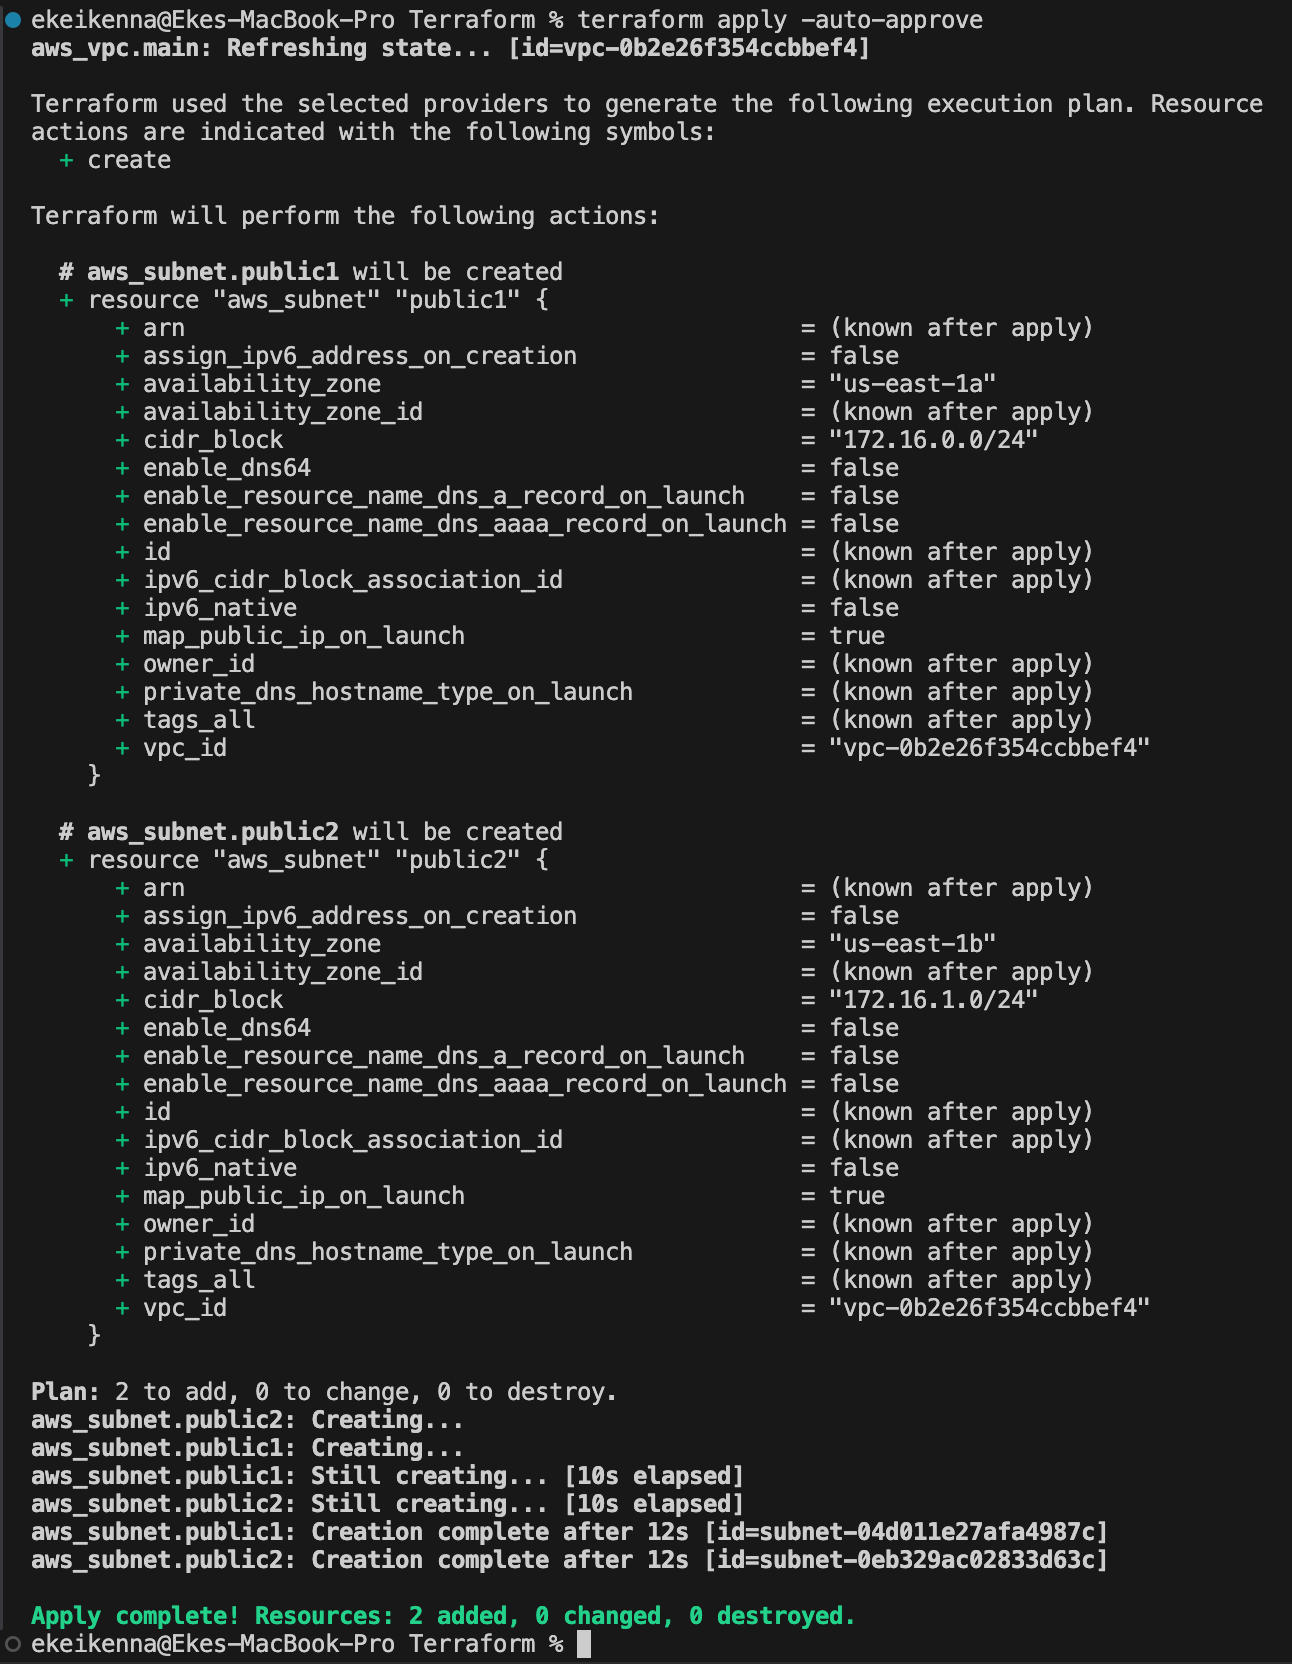 ekeikenna@Ekes-MacBook-Pro Terraform % terraform apply -auto-approve
aws_vpc.main: Refreshing state... [id=vpc-0b2e26f354ccbbef4]
Terraform used the selected providers to generate the following execution plan. Resource
actions are indicated with the following symbols:
+ create
Terraform will perform the following actions:
# aws_subnet.public1 will be created
+ resource "aws_subnet" "public1" {
+ arn = (known after apply)
+ assign_ipv6_address_on_creation = false
+ availability_zone = "us-east-1a"
+ availability_zone_id = (known after apply)
+ cidr_block = "172.16.0.0/24"
+ enable_dns64 = false
+ enable_resource_name_dns_a_record_on_launch = false
+ enable_resource_name_dns_aaaa_record_on_launch = false
+ id = (known after apply)
+ ipv6_cidr_block_association_id = (known after apply)
+ ipv6_native = false
+ map_public_ip_on_launch = true
+ owner_id = (known after apply)
+ private_dns_hostname_type_on_launch = (known after apply)
+ tags_all = (known after apply)
+ vpc_id = "vpc-0b2e26f354ccbbef4"
}
# aws_subnet.public2 will be created
+ resource "aws_subnet" "public2" {
+ arn = (known after apply)
+ assign_ipv6_address_on_creation = false
+ availability_zone = "us-east-1b"
+ availability_zone_id = (known after apply)
+ cidr_block = "172.16.1.0/24"
+ enable_dns64 = false
+ enable_resource_name_dns_a_record_on_launch = false
+ enable_resource_name_dns_aaaa_record_on_launch = false
+ id = (known after apply)
+ ipv6_cidr_block_association_id = (known after apply)
+ ipv6_native = false
+ map_public_ip_on_launch = true
+ owner_id = (known after apply)
+ private_dns_hostname_type_on_launch = (known after apply)
+ tags_all = (known after apply)
+ vpc_id = "vpc-0b2e26f354ccbbef4"
}
Plan: 2 to add, 0 to change, 0 to destroy.
aws_subnet.public2: Creating...
aws_subnet.public1: Creating...
aws_subnet.public1: Still creating... [10s elapsed]
aws_subnet.public2: Still creating... [10s elapsed]
aws_subnet.public1: Creation complete after 12s [id=subnet-04d011e27afa4987c]
aws_subnet.public2: Creation complete after 12s [id=subnet-0eb329ac02833d63c]
Apply complete! Resources: 2 added, 0 changed, 0 destroyed.
ekeikenna@Ekes-MacBook-Pro Terraform %